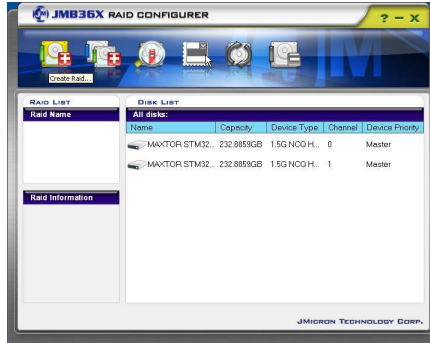 JMB36X RAID CONFIGURER
? - X
Create Raid...
RAID LIST
Raid Name
Raid Information
DISK LIST
All disks:
Name Capacity Device Type Channel Device Priority
MAXTOR STM32... 232.8859GB 1.5G NCQ H... 0 Master
MAXTOR STM32... 232.8859GB 1.5G NCQ H... 1 Master
JMICRON TECHNOLOGY CORP.